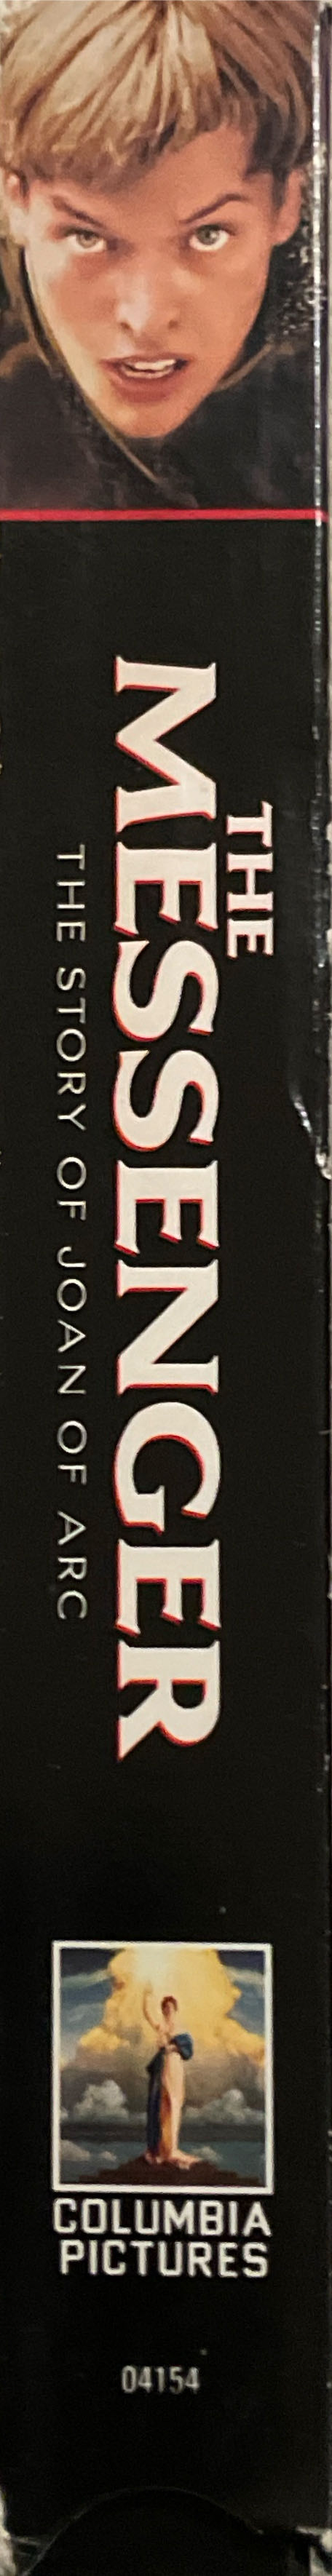 THE
MESSENGER
THE STORY OF JOAN OF ARC
COLUMBIA
PICTURES
04154